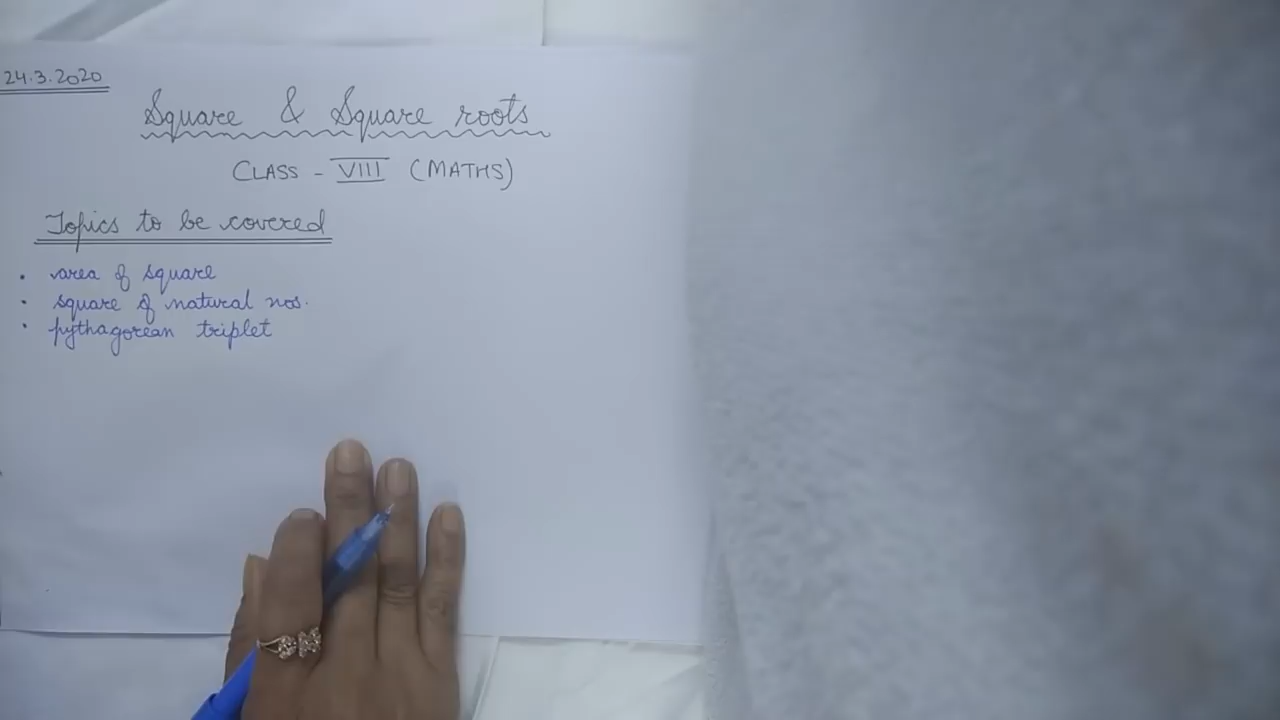 24.3.2020
Square & Square roots
CLASS - VIII (MATHS)
Topics to be covered
• area of square
• square of natural nos.
• pythagorean triplet